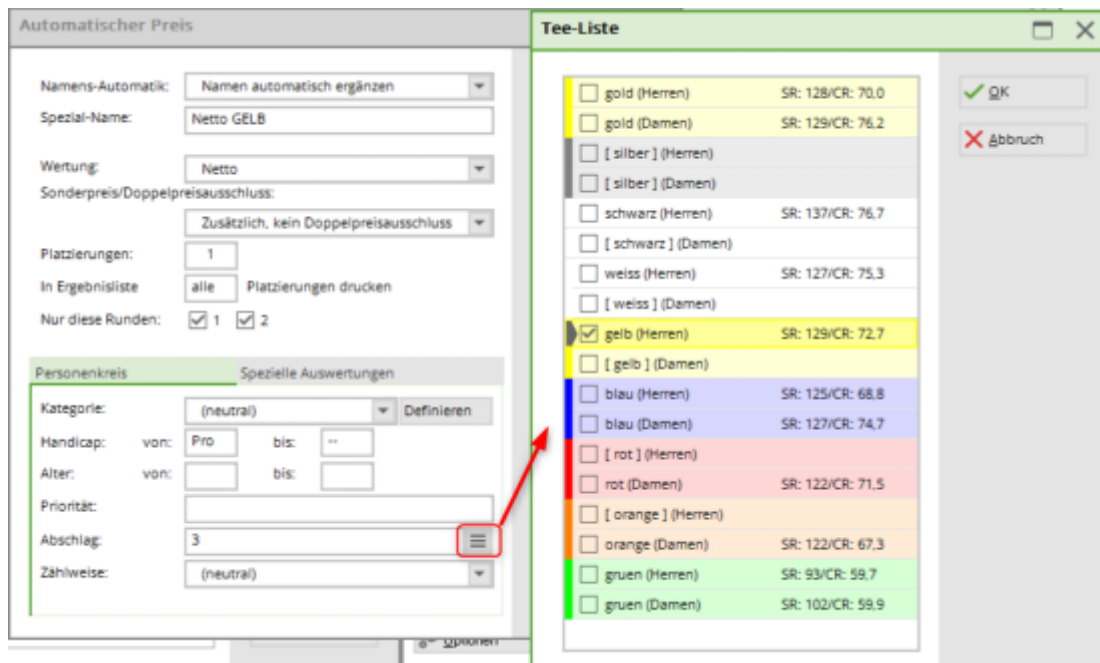 Automatischer Preis
Namens-Automatik: Namen automatisch ergänzen
Spezial-Name: Netto GELB
Wertung: Netto
Sonderpreis/Doppelpreisausschluss:
Zusätzlich, kein Doppelpreisausschluss
Platzierungen: 1
In Ergebnisliste alle Platzierungen drucken
Nur diese Runden: 1 2
Personenkreis Spezielle Auswertungen
Kategorie: (neutral) Definieren
Handicap: von: Pro bis: --
Alter: von: bis:
Priorität:
Abschlag: 3
Zählweise: (neutral)
Optionen
Tee-Liste
gold (Herren) SR: 128/CR: 70,0
gold (Damen) SR: 129/CR: 76,2
[ silber ] (Herren)
[ silber ] (Damen)
schwarz (Herren) SR: 137/CR: 76,7
[ schwarz ] (Damen)
weiss (Herren) SR: 127/CR: 75,3
[ weiss ] (Damen)
gelb (Herren) SR: 129/CR: 72,7
[ gelb ] (Damen)
blau (Herren) SR: 125/CR: 68,8
blau (Damen) SR: 127/CR: 74,7
[ rot ] (Herren)
rot (Damen) SR: 122/CR: 71,5
[ orange ] (Herren)
orange (Damen) SR: 122/CR: 67,3
gruen (Herren) SR: 93/CR: 59,7
gruen (Damen) SR: 102/CR: 59,9
OK
Abbruch